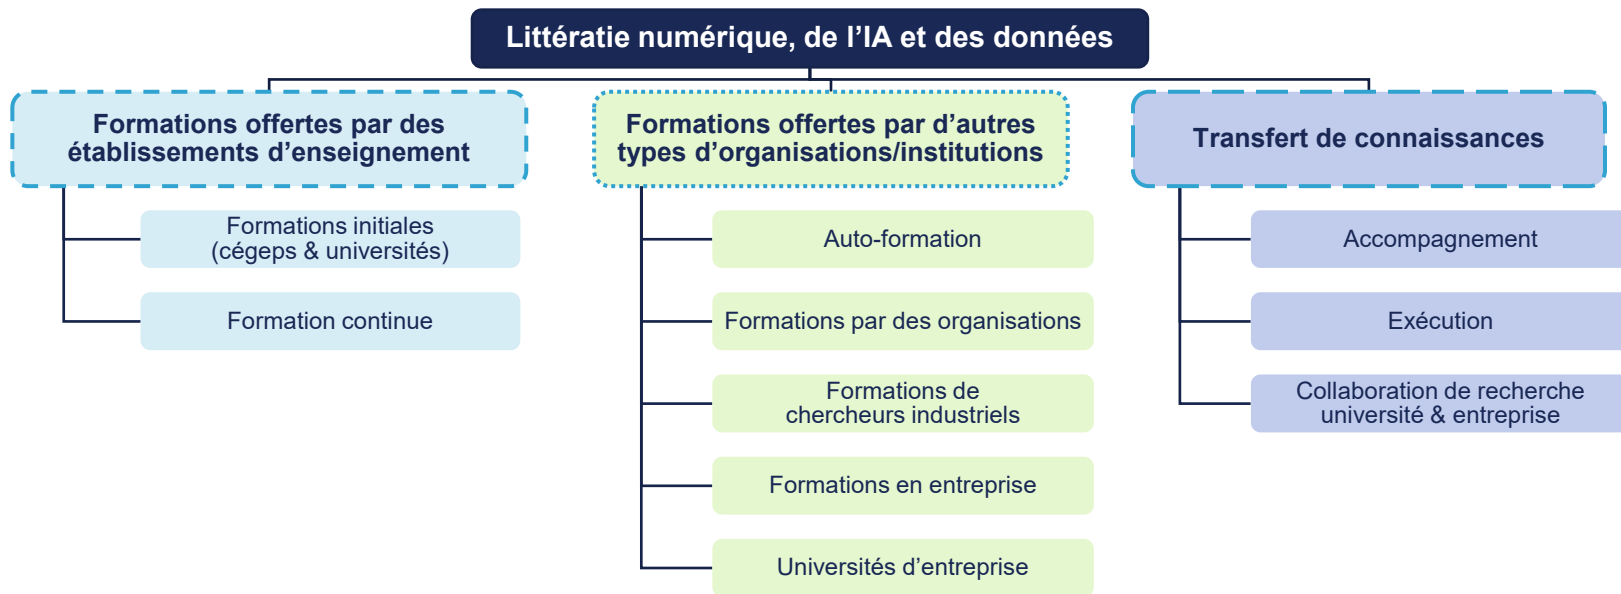 Littératie numérique, de l’IA et des données
Formations offertes par des
établissements d’enseignement
Formations initiales
(cégeps & universités)
Formation continue
Formations offertes par d’autres
types d’organisations/institutions
Auto-formation
Formations par des organisations
Formations de
chercheurs industriels
Formations en entreprise
Universités d’entreprise
Transfert de connaissances
Accompagnement
Exécution
Collaboration de recherche
université & entreprise